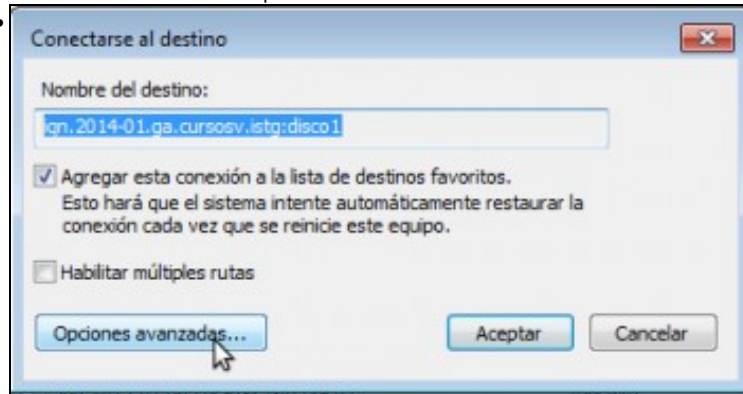 Conectarse al destino
Nombre del destino:
iqn.2014-01.ga.cursosv.istg:disco1
Agregar esta conexión a la lista de destinos favoritos.
Esto hará que el sistema intente automáticamente restaurar la
conexión cada vez que se reinicie este equipo.
Habilitar múltiples rutas
Opciones avanzadas...
Aceptar
Cancelar